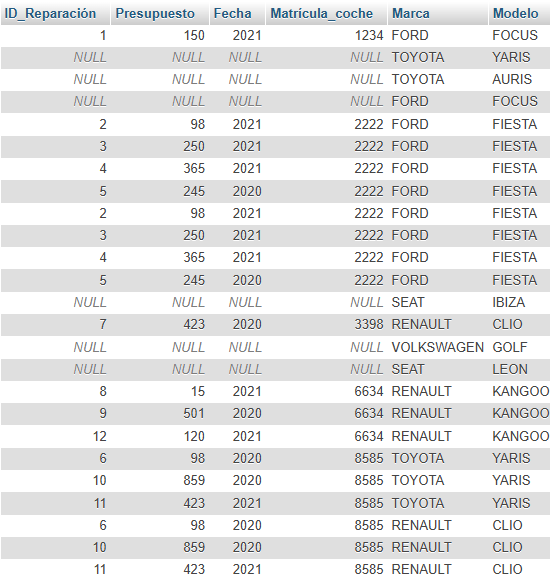 ID_Reparación Presupuesto Fecha Matrícula_coche Marca Modelo
1 150 2021 1234 FORD FOCUS
NULL NULL NULL NULL TOYOTA YARIS
NULL NULL NULL NULL TOYOTA AURIS
NULL NULL NULL NULL FORD FOCUS
2 98 2021 2222 FORD FIESTA
3 250 2021 2222 FORD FIESTA
4 365 2021 2222 FORD FIESTA
5 245 2020 2222 FORD FIESTA
2 98 2021 2222 FORD FIESTA
3 250 2021 2222 FORD FIESTA
4 365 2021 2222 FORD FIESTA
5 245 2020 2222 FORD FIESTA
NULL NULL NULL NULL SEAT IBIZA
7 423 2020 3398 RENAULT CLIO
NULL NULL NULL NULL VOLKSWAGEN GOLF
NULL NULL NULL NULL SEAT LEON
8 15 2021 6634 RENAULT KANGOO
9 501 2020 6634 RENAULT KANGOO
12 120 2021 6634 RENAULT KANGOO
6 98 2020 8585 TOYOTA YARIS
10 859 2020 8585 TOYOTA YARIS
11 423 2021 8585 TOYOTA YARIS
6 98 2020 8585 RENAULT CLIO
10 859 2020 8585 RENAULT CLIO
11 423 2021 8585 RENAULT CLIO